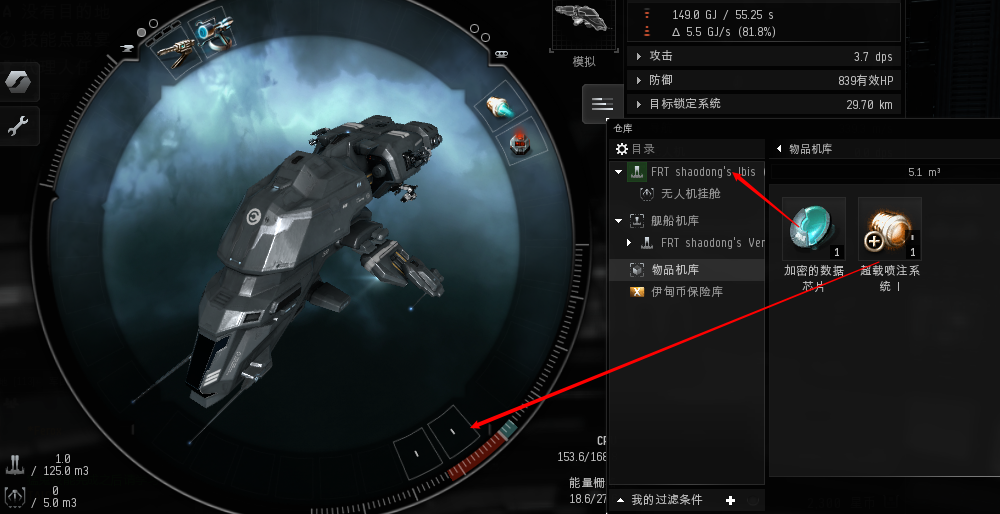 149.0 GJ / 55.25 s
Δ 5.5 GJ/s (81.8%)
模拟
攻击 3.7 dps
防御 839有效HP
目标锁定系统 29.70 km
仓库
目录
物品机库
FRT shaodong's Ibis (
5.1 m³
无人机挂舱
舰船机库
FRT shaodong's Ver
物品机库
伊甸币保险库
1
1
加密的数据
芯片
超载喷注系
统 I
CP
153.6/168
能量栅
18.6/27
1.0
/ 125.0 m3
0
/ 5.0 m3
我的过滤条件